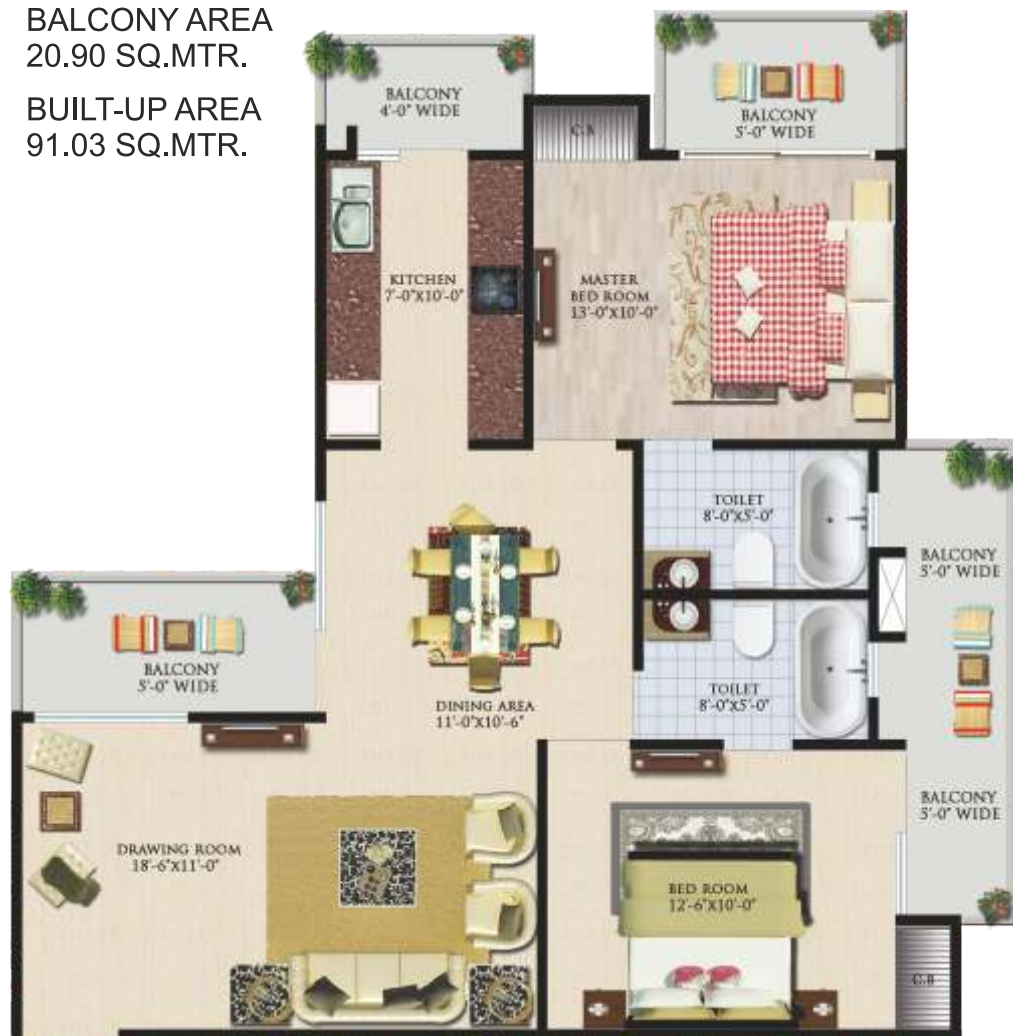 BALCONY AREA
20.90 SQ.MTR.
BUILT-UP AREA
91.03 SQ.MTR.
BALCONY
4'-0" WIDE
C.B
BALCONY
5'-0" WIDE
KITCHEN
7'-0"X10'-0"
MASTER
BED ROOM
13'-0"X10'-0"
TOILET
8'-0"X5'-0"
BALCONY
5'-0" WIDE
BALCONY
5'-0" WIDE
DINING AREA
11'-0"X10'-6"
TOILET
8'-0"X5'-0"
BALCONY
5'-0" WIDE
DRAWING ROOM
18'-6"X11'-0"
BED ROOM
12'-6"X10'-0"
C.B